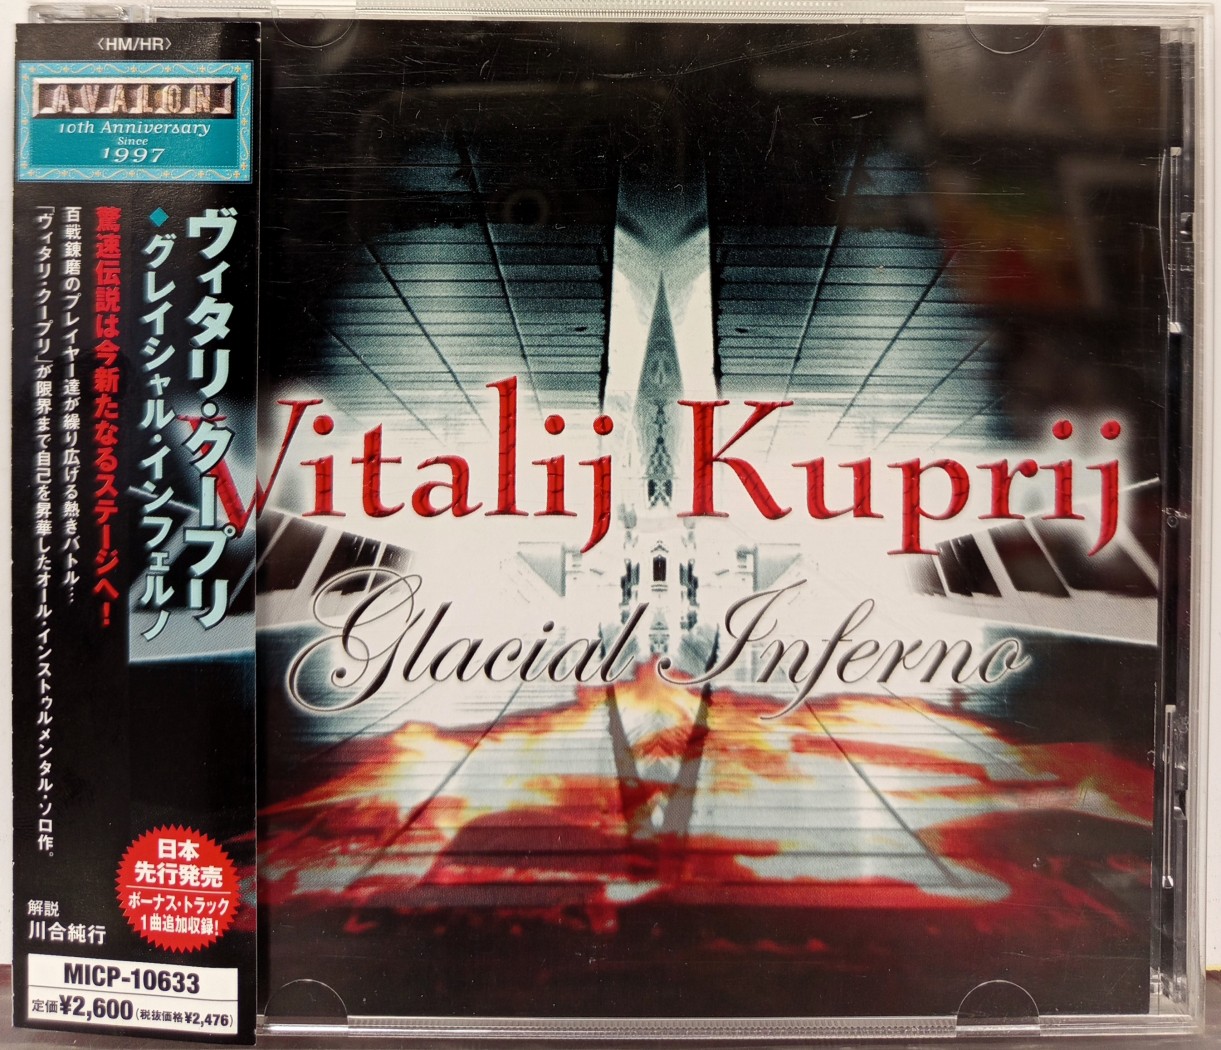 〈HM/HR〉
AVALON
10th Anniversary
Since
1997
ヴィタリ・クープリ
◆グレイシャル・インフェルノ
驚速伝説は今新たなるステージへ！
百戦錬磨のプレイヤー達が繰り広げる熱きバトル…
「ヴィタリ・クープリ」が限界まで自己を昇華したオール・インストゥルメンタル・ソロ作。
日本
先行発売
ボーナス・トラック
1曲追加収録!
解説
川合純行
MICP-10633
定価¥2,600(税抜価格¥2,476)
Vitalij Kuprij
Glacial Inferno